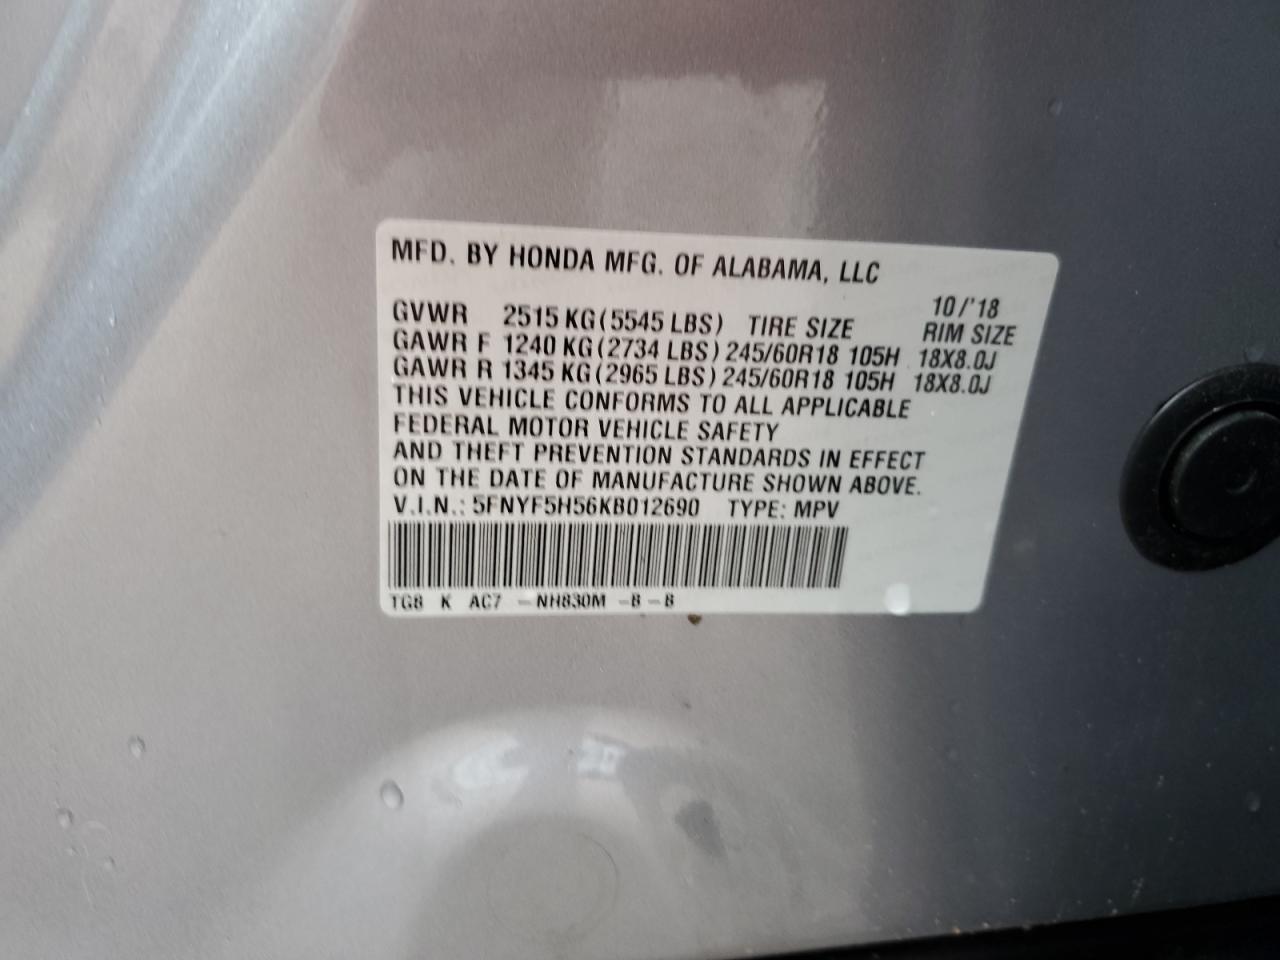 MFD. BY HONDA MFG. OF ALABAMA, LLC
10/'18
GVWR 2515 KG (5545 LBS) TIRE SIZE RIM SIZE
GAWR F 1240 KG (2734 LBS) 245/60R18 105H 18X8.0J
GAWR R 1345 KG (2965 LBS) 245/60R18 105H 18X8.0J
THIS VEHICLE CONFORMS TO ALL APPLICABLE
FEDERAL MOTOR VEHICLE SAFETY
AND THEFT PREVENTION STANDARDS IN EFFECT
ON THE DATE OF MANUFACTURE SHOWN ABOVE.
V.I.N.: 5FNYF5H56KB012690 TYPE: MPV
TG8 K AC7 -NH830M -B-B